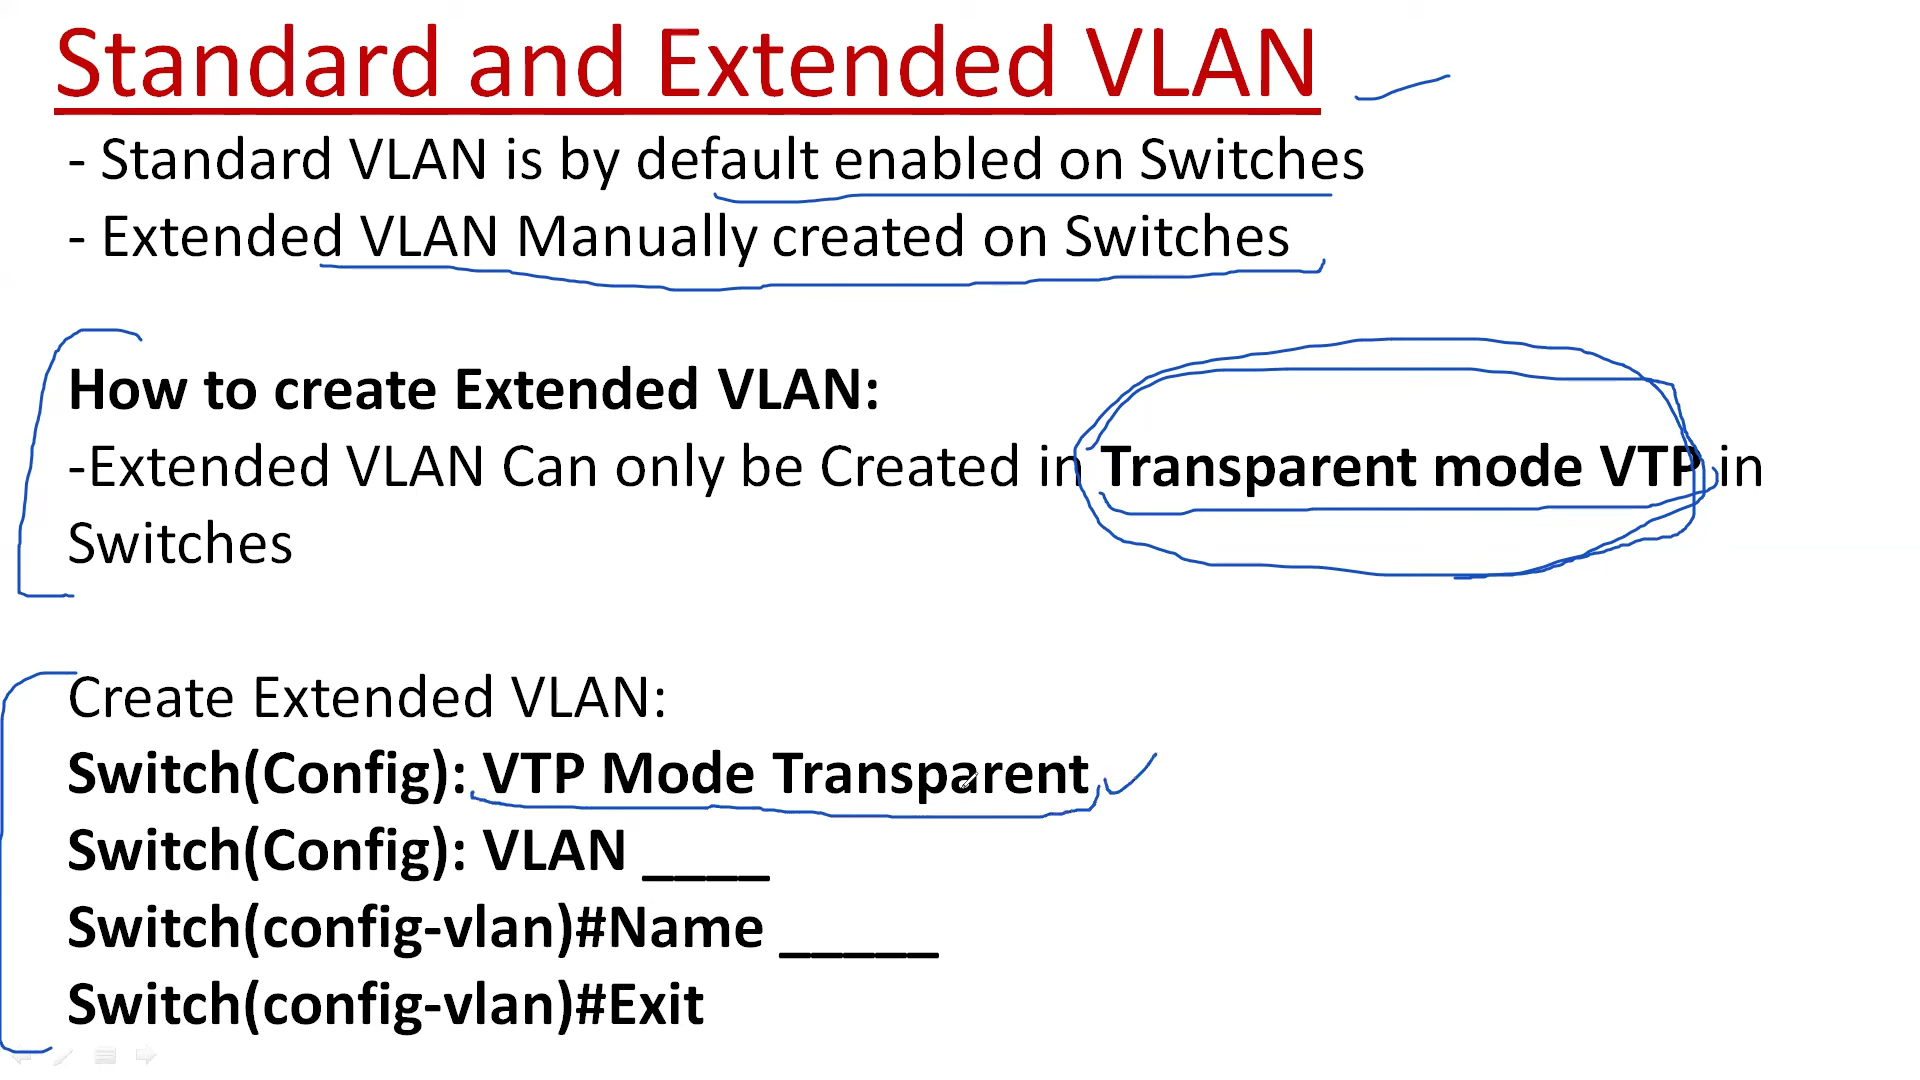 Standard and Extended VLAN
- Standard VLAN is by default enabled on Switches
- Extended VLAN Manually created on Switches
How to create Extended VLAN:
-Extended VLAN Can only be Created in Transparent mode VTP in
Switches
Create Extended VLAN:
Switch(Config): VTP Mode Transparent
Switch(Config): VLAN ____
Switch(config-vlan)#Name _____
Switch(config-vlan)#Exit